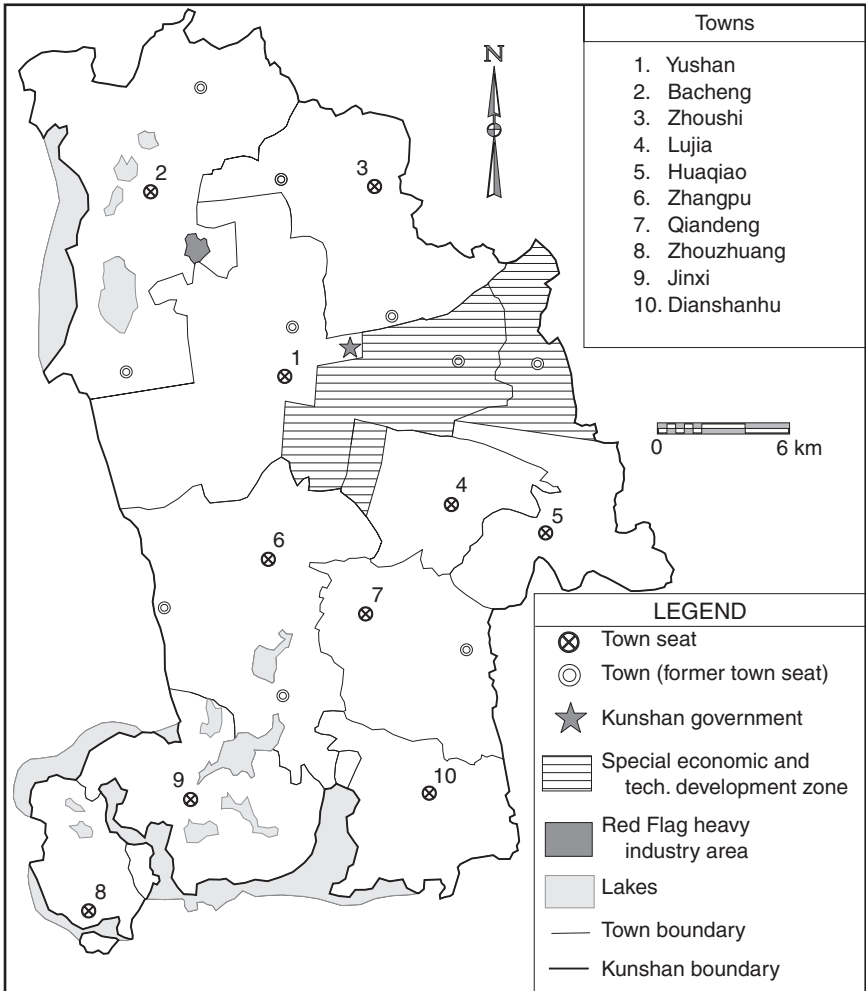 N
Towns
1. Yushan
2. Bacheng
3. Zhoushi
4. Lujia
5. Huaqiao
6. Zhangpu
7. Qiandeng
8. Zhouzhuang
9. Jinxi
10. Dianshanhu
2
3
1
0 6 km
4
5
6
7
9
10
8
LEGEND
Town seat
Town (former town seat)
Kunshan government
Special economic and
tech. development zone
Red Flag heavy
industry area
Lakes
Town boundary
Kunshan boundary